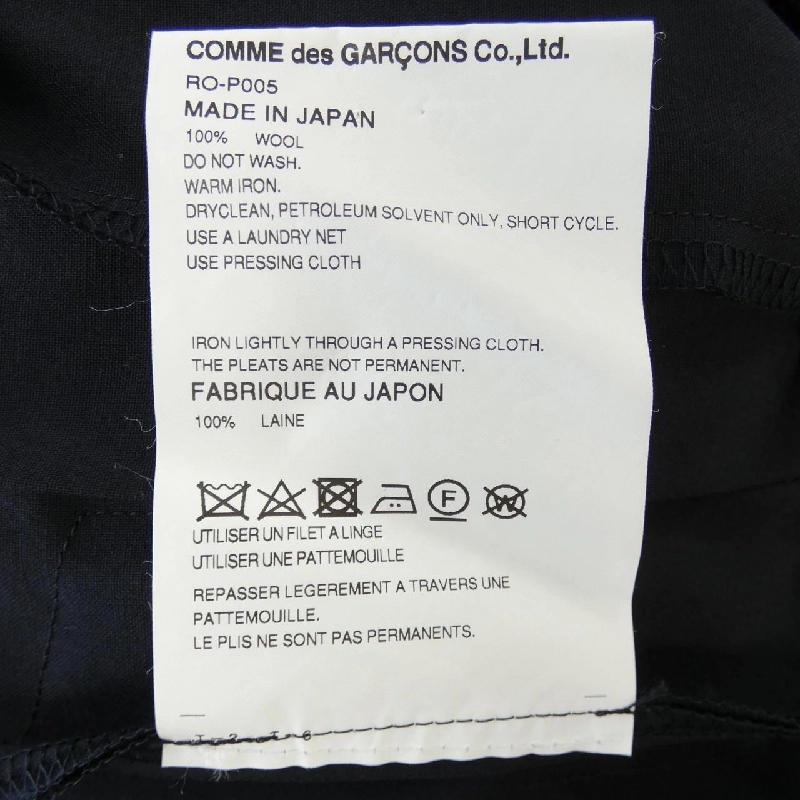 COMME des GARÇONS Co.,Ltd.
RO-P005
MADE IN JAPAN
100% WOOL
DO NOT WASH.
WARM IRON.
DRYCLEAN, PETROLEUM SOLVENT ONLY, SHORT CYCLE.
USE A LAUNDRY NET
USE PRESSING CLOTH
IRON LIGHTLY THROUGH A PRESSING CLOTH.
THE PLEATS ARE NOT PERMANENT.
FABRIQUE AU JAPON
100% LAINE
F W
UTILISER UN FILET A LINGE
UTILISER UNE PATTEMOUILLE
REPASSER LEGEREMENT A TRAVERS UNE
PATTEMOUILLE.
LE PLIS NE SONT PAS PERMANENTS.